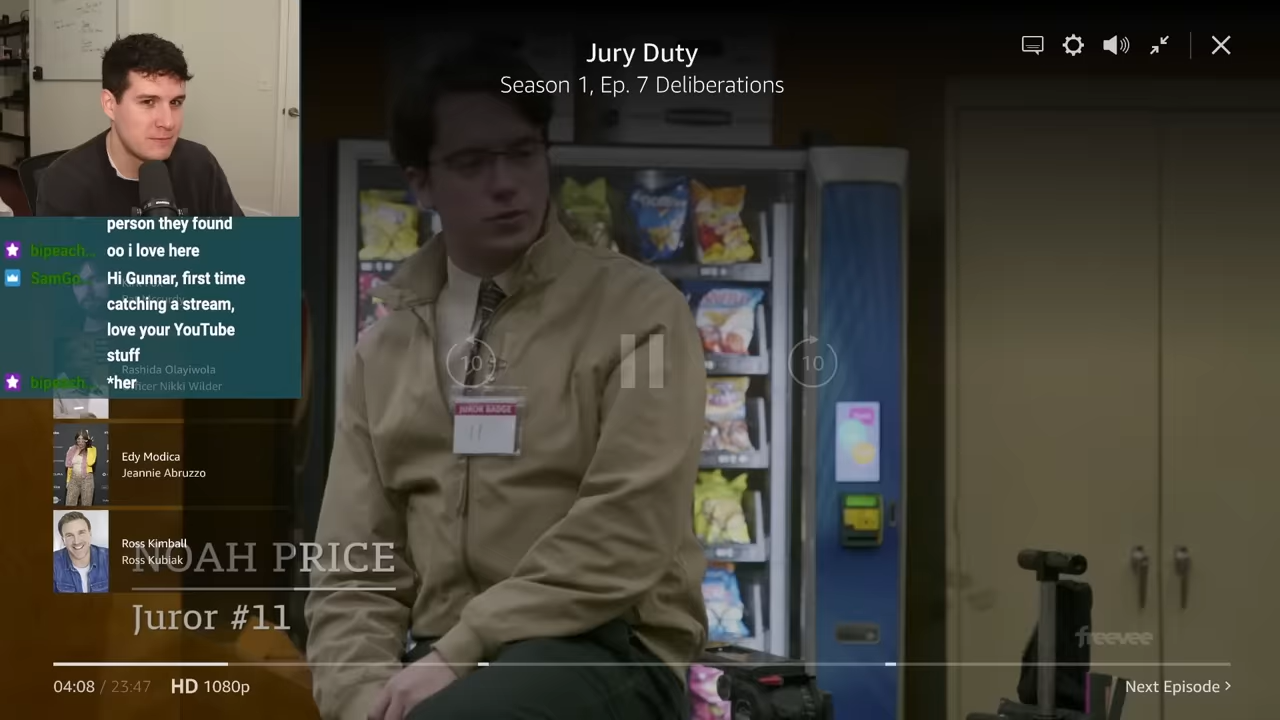 Jury Duty
Season 1, Ep. 7 Deliberations
person they found
bipeach... oo i love here
SamGo... Hi Gunnar, first time
catching a stream,
love your YouTube
stuff
Rashida Olayiwola
bipeach... *her
Officer Nikki Wilder
Edy Modica
Jeannie Abruzzo
Ross Kimball
Ross Kubiak
NOAH PRICE
Juror #11
10
10
JUROR BADGE
11
freevee
04:08 / 23:47 HD 1080p
Next Episode